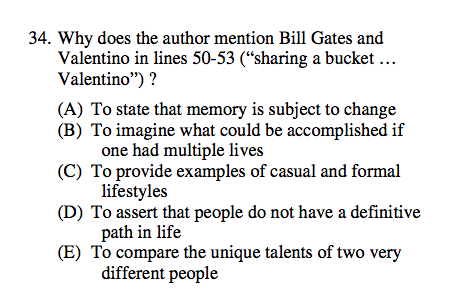 34. Why does the author mention Bill Gates and
Valentino in lines 50-53 (“sharing a bucket …
Valentino”) ?
(A) To state that memory is subject to change
(B) To imagine what could be accomplished if
one had multiple lives
(C) To provide examples of casual and formal
lifestyles
(D) To assert that people do not have a definitive
path in life
(E) To compare the unique talents of two very
different people